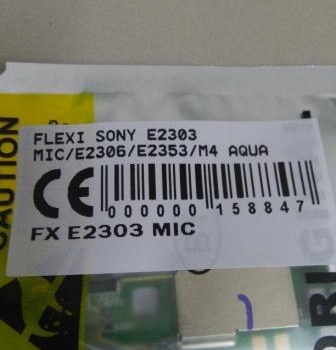 FLEXI SONY E2303
MIC/E2306/E2353/M4 AQUA
CE
000000 158847
FX E2303 MIC
CAUTION